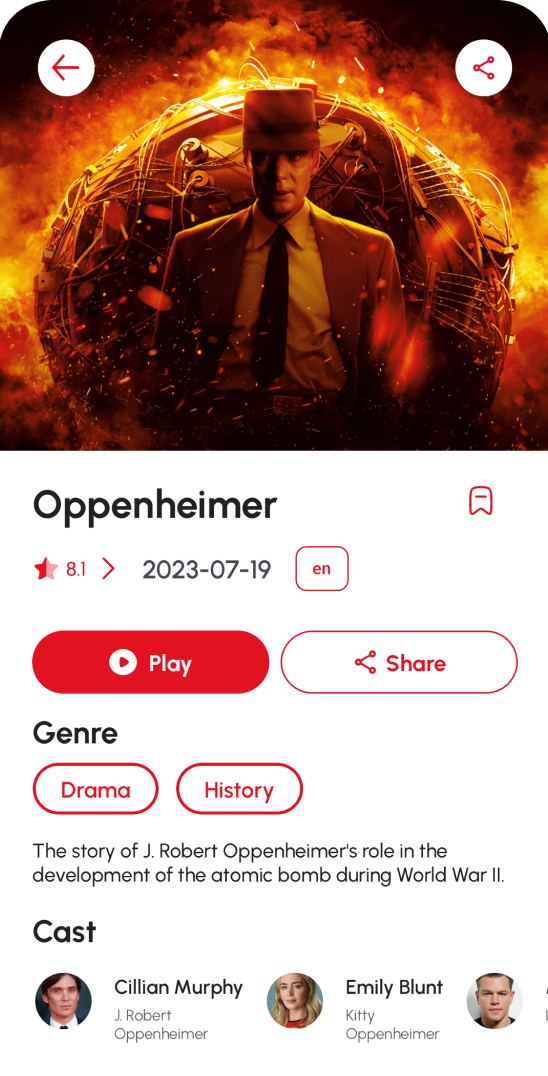 Oppenheimer
8.1
2023-07-19
en
Play
Share
Genre
Drama
History
The story of J. Robert Oppenheimer's role in the
development of the atomic bomb during World War II.
Cast
Cillian Murphy
J. Robert
Oppenheimer
Emily Blunt
Kitty
Oppenheimer